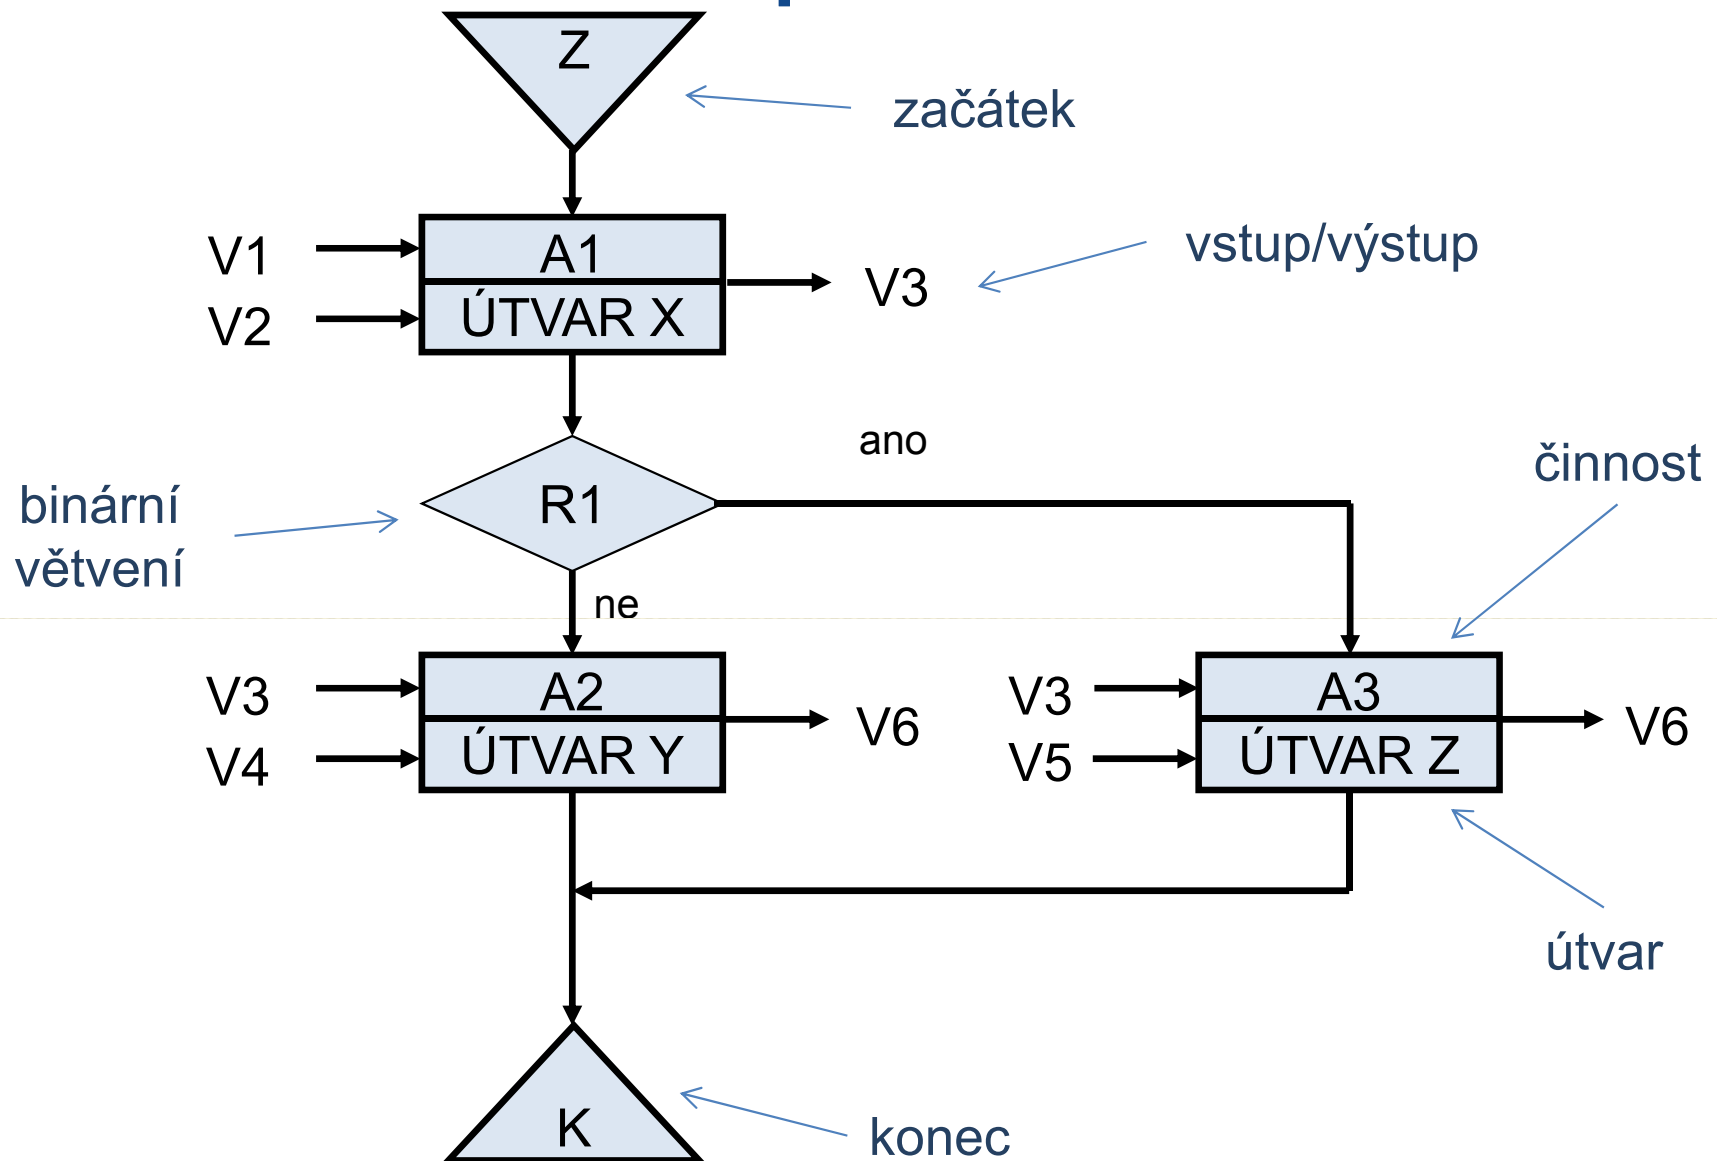 Z
začátek
V1
A1
vstup/výstup
V3
V2
ÚTVAR X
ano
činnost
binární
větvení
R1
ne
V3
A2
V6
V4
ÚTVAR Y
V3
A3
V6
V5
ÚTVAR Z
útvar
K
konec